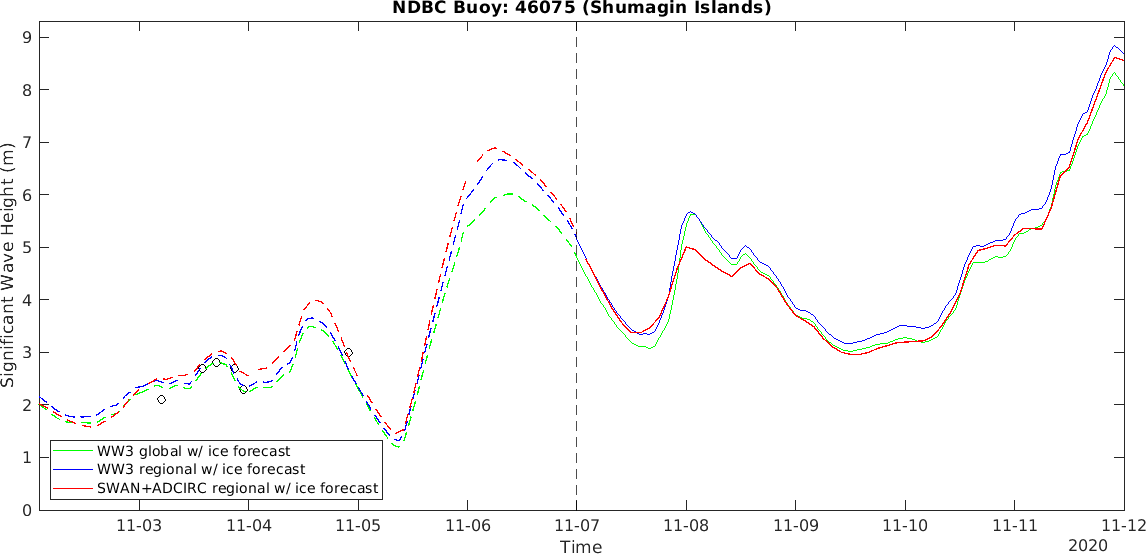 NDBC Buoy: 46075 (Shumagin Islands)
9
8
7
6
5
4
3
2
1
0
Significant Wave Height (m)
WW3 global w/ ice forecast
WW3 regional w/ ice forecast
SWAN+ADCIRC regional w/ ice forecast
11-03 11-04 11-05 11-06 11-07 11-08 11-09 11-10 11-11 11-12
Time
2020